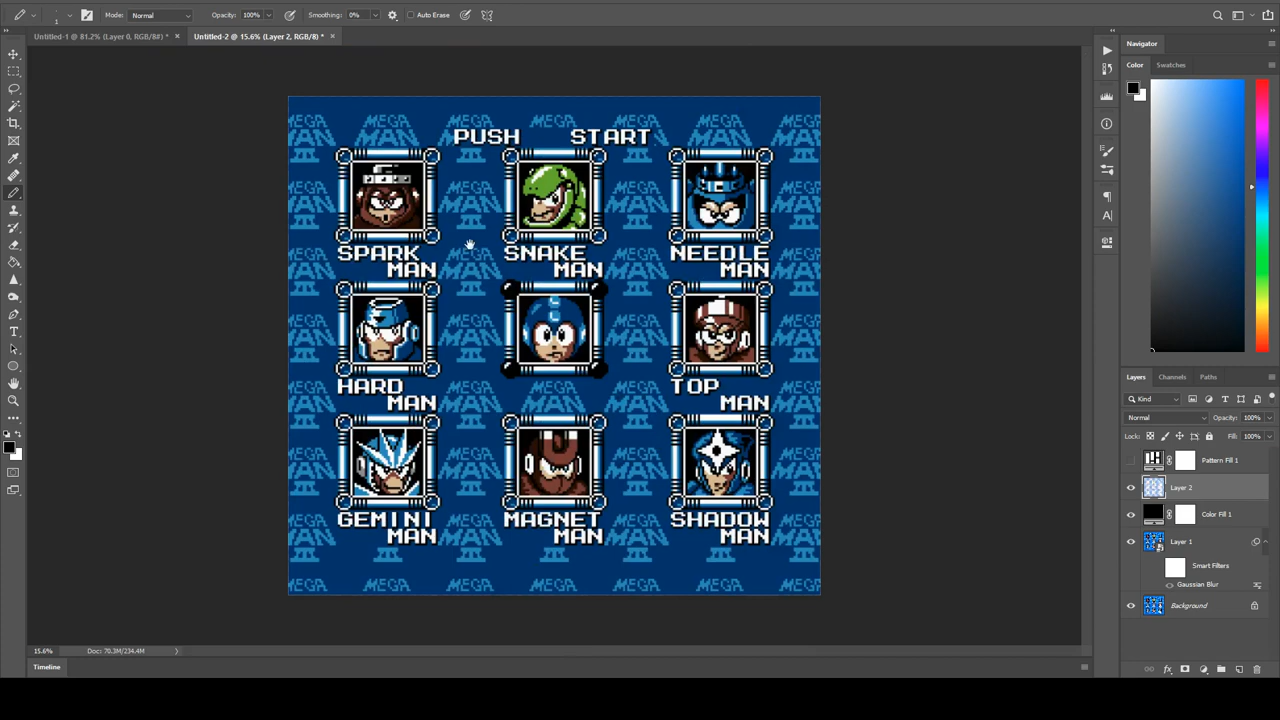 1 Mode: Normal Opacity: 100% Smoothing: 0% Auto Erase
Untitled-1 @ 81.2% (Layer 0, RGB/8#) * × Untitled-2 @ 15.6% (Layer 2, RGB/8) * ×
Navigator
Color Swatches
PUSH START
SPARK MAN
SNAKE MAN
NEEDLE MAN
HARD MAN
TOP MAN
GEMINI MAN
MAGNET MAN
SHADOW MAN
MEGA MAN III
Layers Channels Paths
Kind
Normal Opacity: 100%
Lock: Fill: 100%
Pattern Fill 1
Layer 2
Color Fill 1
Layer 1
Smart Filters
Gaussian Blur
Background
15.6% Doc: 70.3M/234.4M
Timeline